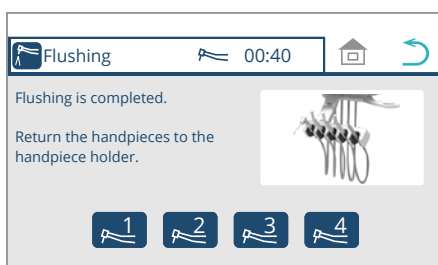 Flushing 00:40
Flushing is completed.
Return the handpieces to the
handpiece holder.
1 2 3 4